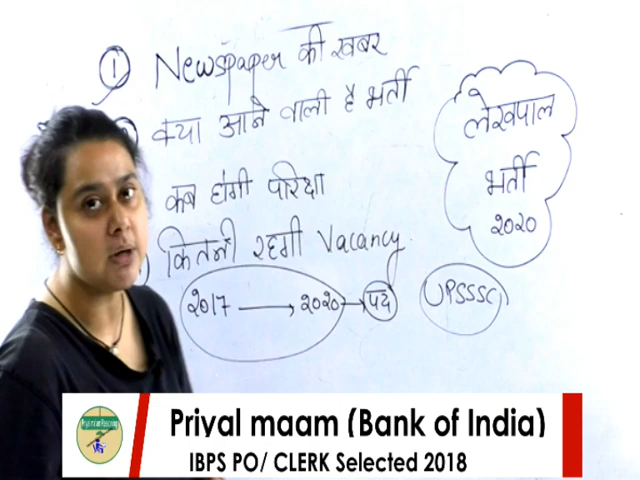 ① Newspaper की खबर
क्या आने वाली है भर्ती
कब होगी परिक्षा
कितनी रहगी Vacancy
2017 → 2020 → पद
लेखपाल
भर्ती
2020
UPSSSC
Priyal maam (Bank of India)
IBPS PO/ CLERK Selected 2018